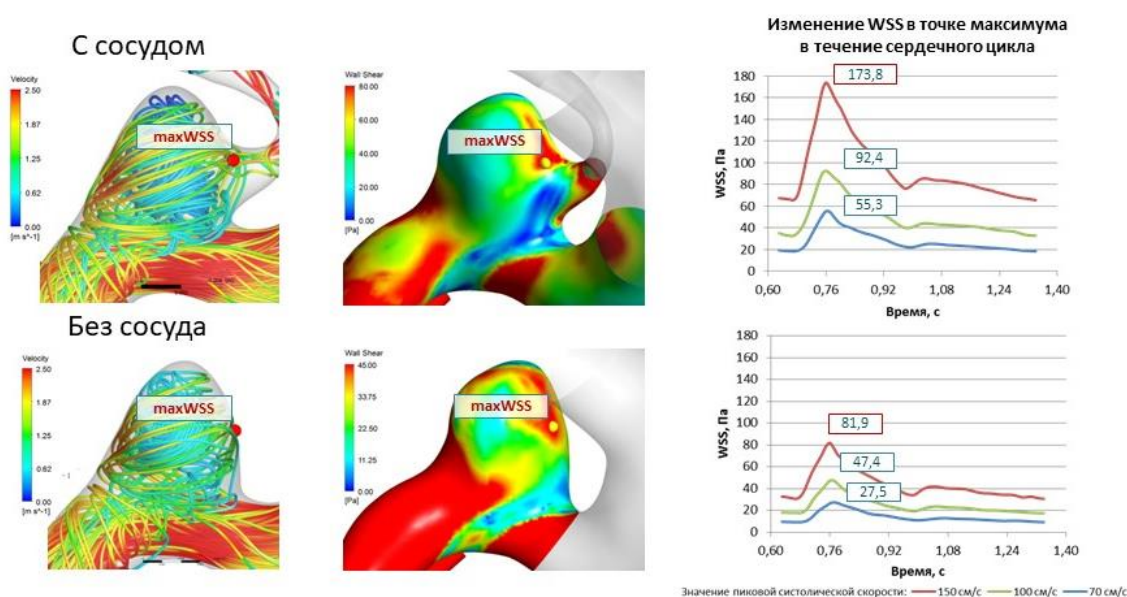 С сосудом
Velocity
2.50
1.87
1.25
0.62
0.00
[m s^-1]
maxWSS
Wall Shear
80.00
60.00
40.00
20.00
0.00
[Pa]
maxWSS
Изменение WSS в точке максимума
в течение сердечного цикла
WSS, Па
180
160
140
120
100
80
60
40
20
0
173,8
92,4
55,3
0,60 0,76 0,92 1,08 1,24 1,40
Время, с
Без сосуда
Velocity
2.50
1.87
1.25
0.62
0.00
[m s^-1]
maxWSS
Wall Shear
45.00
33.75
22.50
11.25
0.00
[Pa]
maxWSS
WSS, Па
180
160
140
120
100
80
60
40
20
0
81,9
47,4
27,5
0,60 0,76 0,92 1,08 1,24 1,40
Время, с
Значение пиковой систолической скорости: 150 см/с 100 см/с 70 см/с